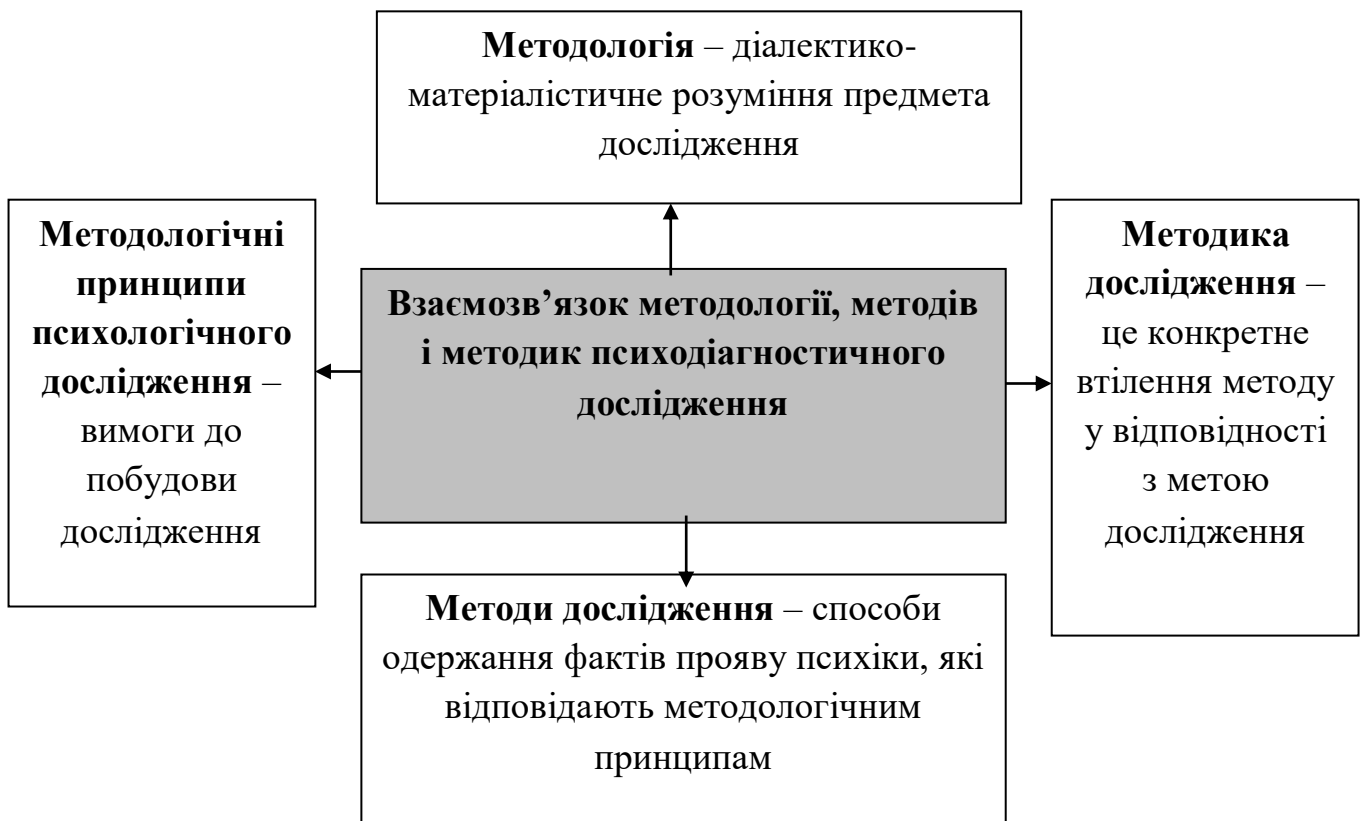 Методологія – діалектико-
матеріалістичне розуміння предмета
дослідження
Методологічні
принципи
психологічного
дослідження –
вимоги до
побудови
дослідження
Взаємозв’язок методології, методів
і методик психодіагностичного
дослідження
Методика
дослідження –
це конкретне
втілення методу
у відповідності
з метою
дослідження
Методи дослідження – способи
одержання фактів прояву психіки, які
відповідають методологічним
принципам